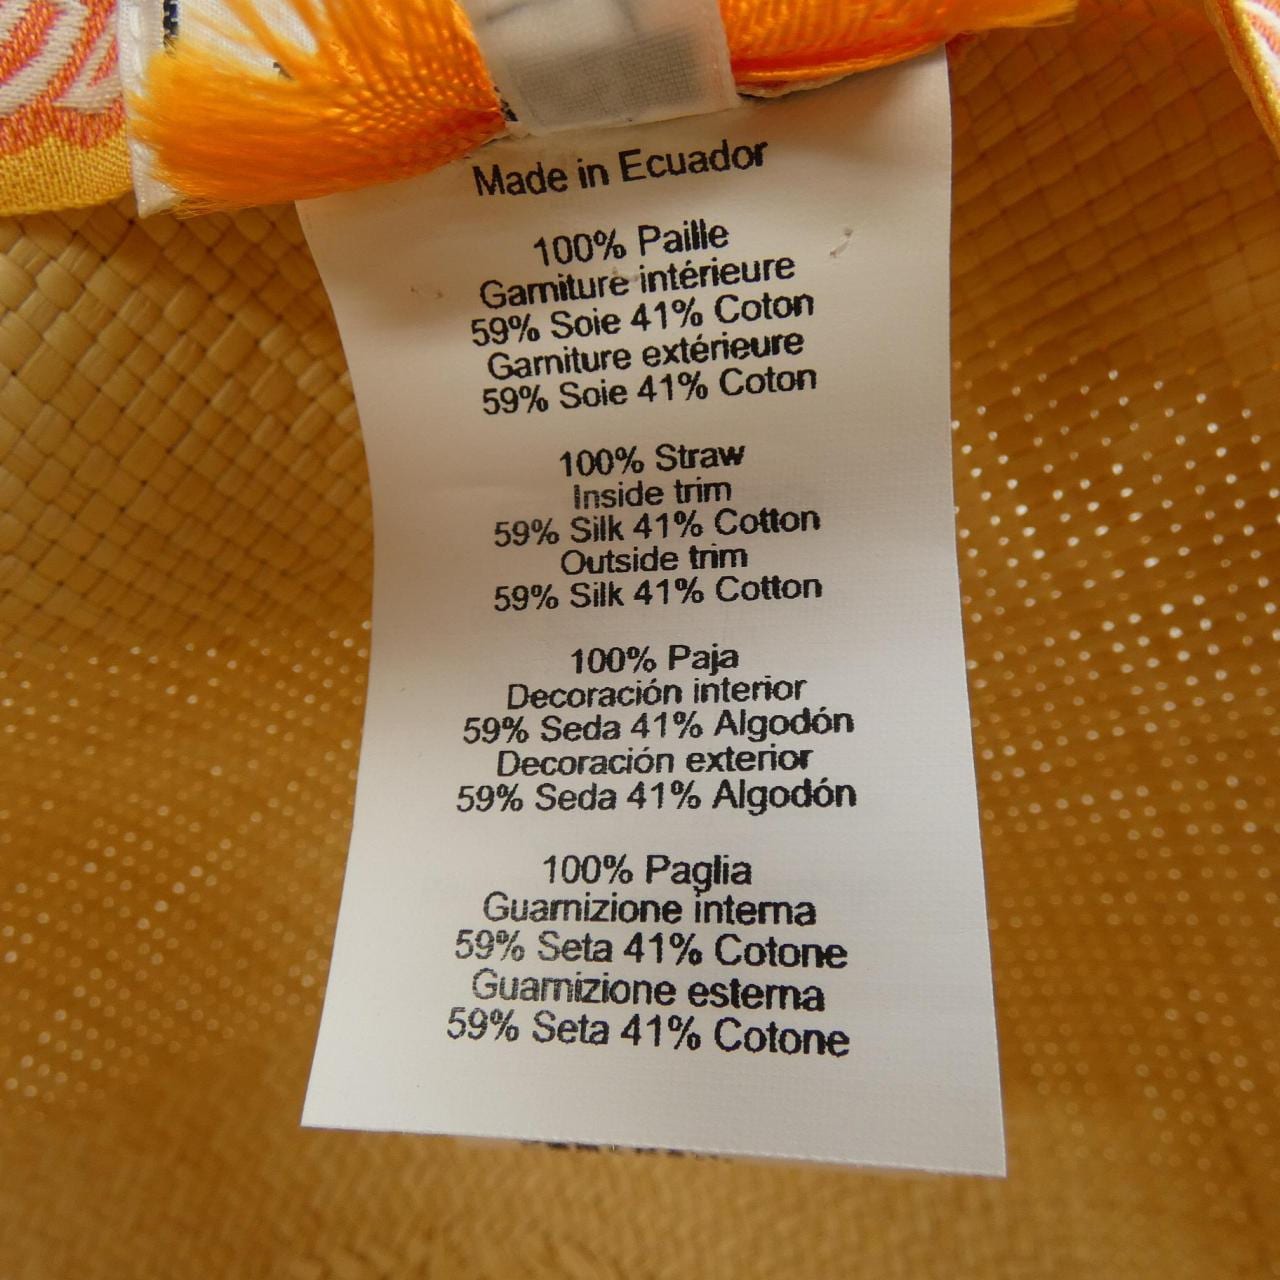 Made in Ecuador
100% Paille
Garniture intérieure
59% Soie 41% Coton
Garniture extérieure
59% Soie 41% Coton
100% Straw
Inside trim
59% Silk 41% Cotton
Outside trim
59% Silk 41% Cotton
100% Paja
Decoración interior
59% Seda 41% Algodón
Decoración exterior
59% Seda 41% Algodón
100% Paglia
Guarnizione interna
59% Seta 41% Cotone
Guarnizione esterna
59% Seta 41% Cotone